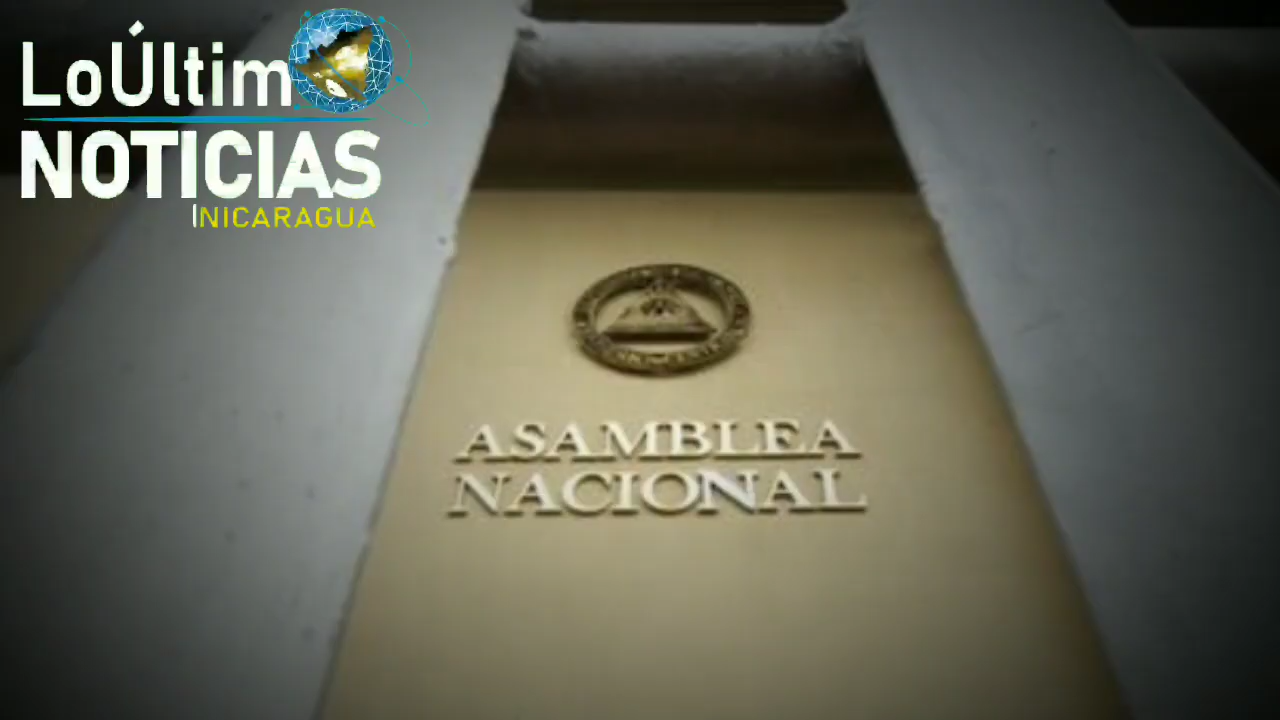 LoÚltim
NOTICIAS
NICARAGUA
ASAMBLEA
NACIONAL